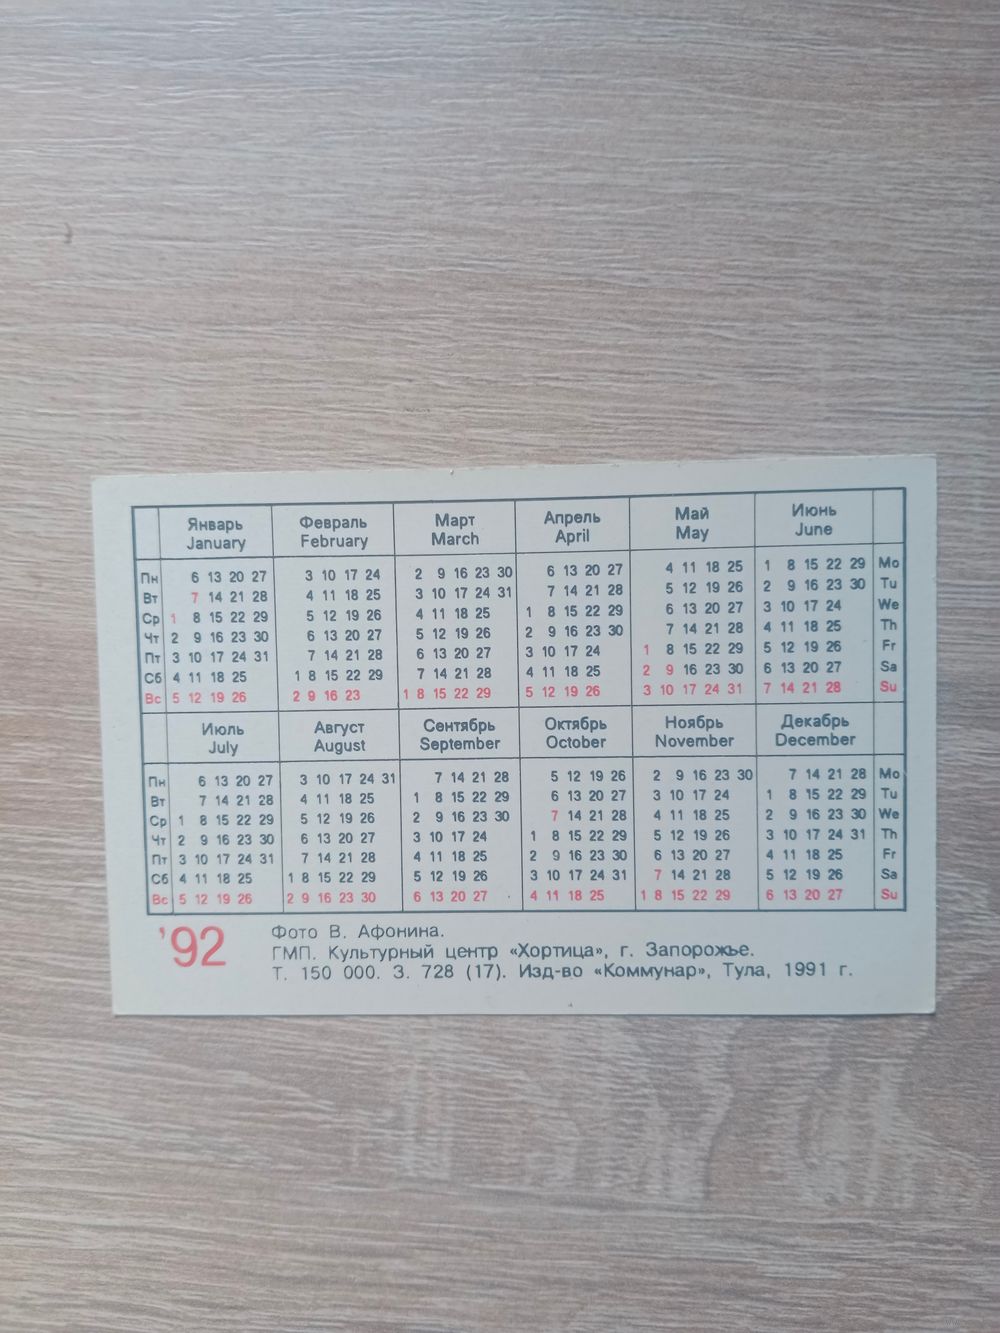 Январь Февраль Март Апрель Май Июнь
January February March April May June
Пн 6 13 20 27 3 10 17 24 2 9 16 23 30 6 13 20 27 4 11 18 25 1 8 15 22 29 Mo
Вт 7 14 21 28 4 11 18 25 3 10 17 24 31 7 14 21 28 5 12 19 26 2 9 16 23 30 Tu
Ср 1 8 15 22 29 5 12 19 26 4 11 18 25 1 8 15 22 29 6 13 20 27 3 10 17 24 We
Чт 2 9 16 23 30 6 13 20 27 5 12 19 26 2 9 16 23 30 7 14 21 28 4 11 18 25 Th
Пт 3 10 17 24 31 7 14 21 28 6 13 20 27 3 10 17 24 1 8 15 22 29 5 12 19 26 Fr
Сб 4 11 18 25 1 8 15 22 29 7 14 21 28 4 11 18 25 2 9 16 23 30 6 13 20 27 Sa
Вс 5 12 19 26 2 9 16 23 1 8 15 22 29 5 12 19 26 3 10 17 24 31 7 14 21 28 Su
Июль Август Сентябрь Октябрь Ноябрь Декабрь
July August September October November December
Пн 6 13 20 27 3 10 17 24 31 7 14 21 28 5 12 19 26 2 9 16 23 30 7 14 21 28 Mo
Вт 7 14 21 28 4 11 18 25 1 8 15 22 29 6 13 20 27 3 10 17 24 1 8 15 22 29 Tu
Ср 1 8 15 22 29 5 12 19 26 2 9 16 23 30 7 14 21 28 4 11 18 25 2 9 16 23 30 We
Чт 2 9 16 23 30 6 13 20 27 3 10 17 24 1 8 15 22 29 5 12 19 26 3 10 17 24 31 Th
Пт 3 10 17 24 31 7 14 21 28 4 11 18 25 2 9 16 23 30 6 13 20 27 4 11 18 25 Fr
Сб 4 11 18 25 1 8 15 22 29 5 12 19 26 3 10 17 24 31 7 14 21 28 5 12 19 26 Sa
Вс 5 12 19 26 2 9 16 23 30 6 13 20 27 4 11 18 25 1 8 15 22 29 6 13 20 27 Su
'92
Фото В. Афонина.
ГМП. Культурный центр «Хортица», г. Запорожье.
Т. 150 000. З. 728 (17). Изд-во «Коммунар», Тула, 1991 г.